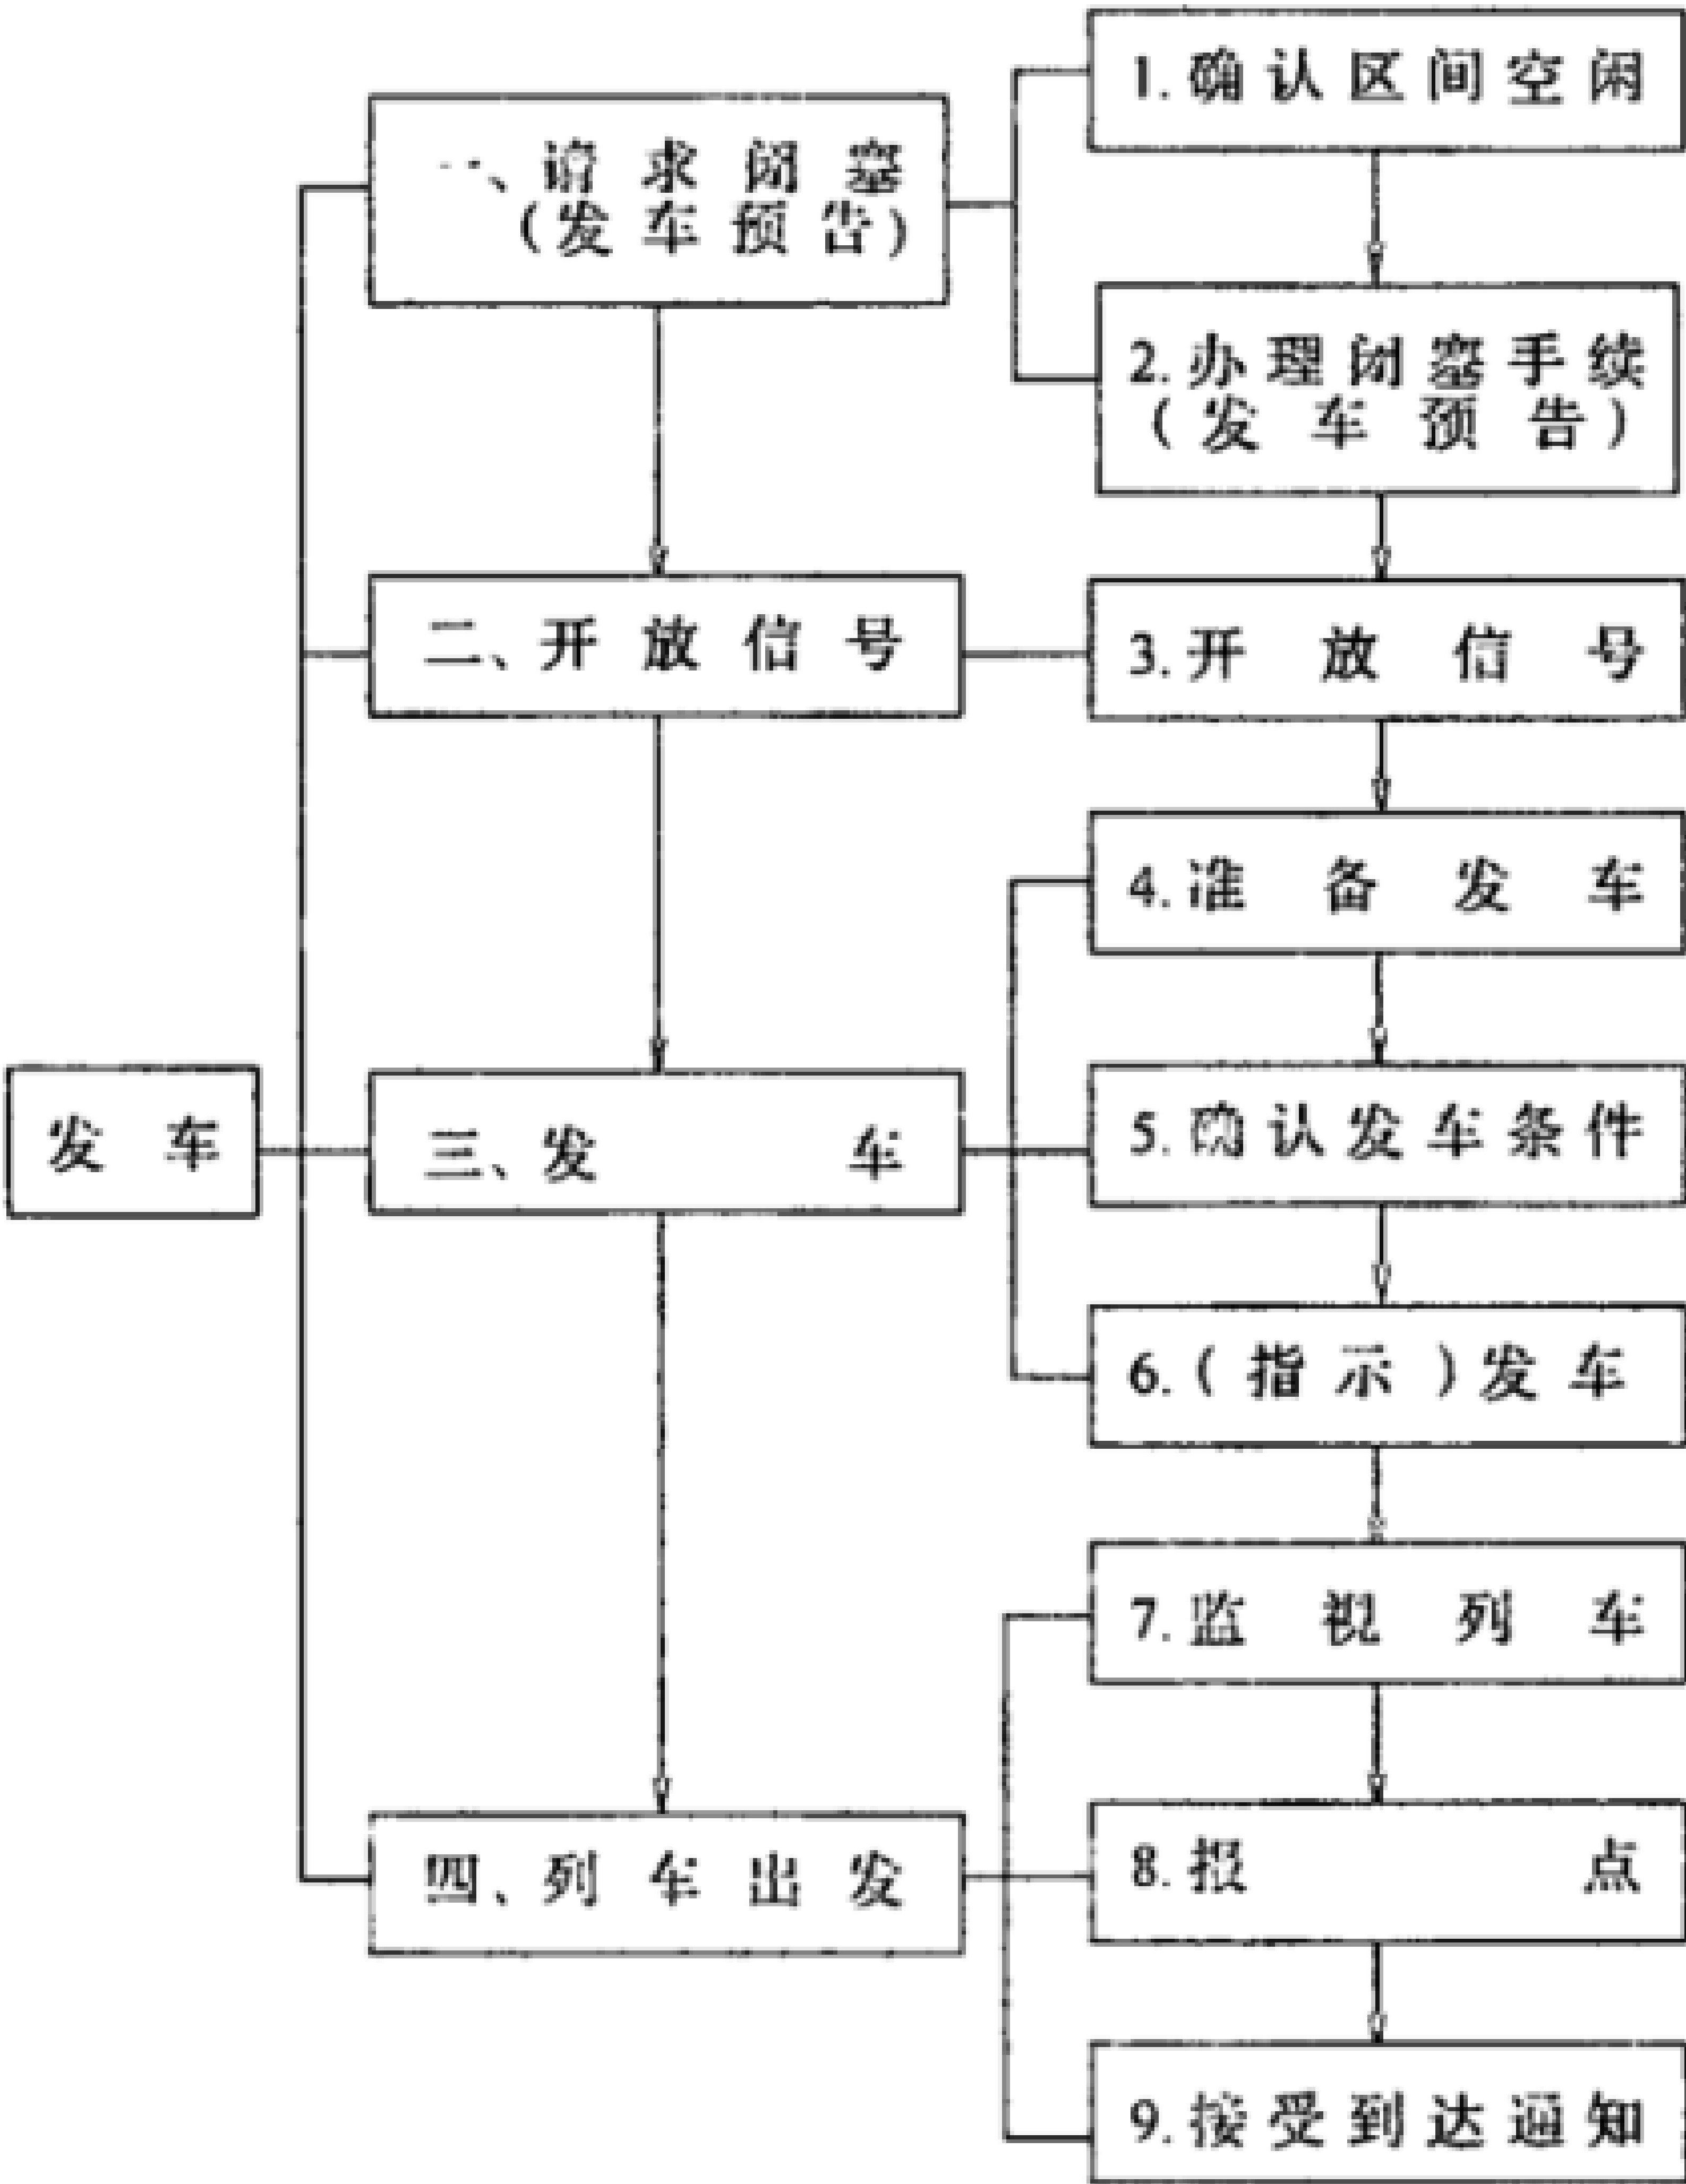 1.确认区间空闲
一、请求闭塞
(发车预告)
2.办理闭塞手续
(发车预告)
二、开放信号
3.开放信号
4.准备发车
发车
三、发车
5.确认发车条件
6.(指示)发车
7.监视列车
四、列车出发
8.报点
9.接受到达通知